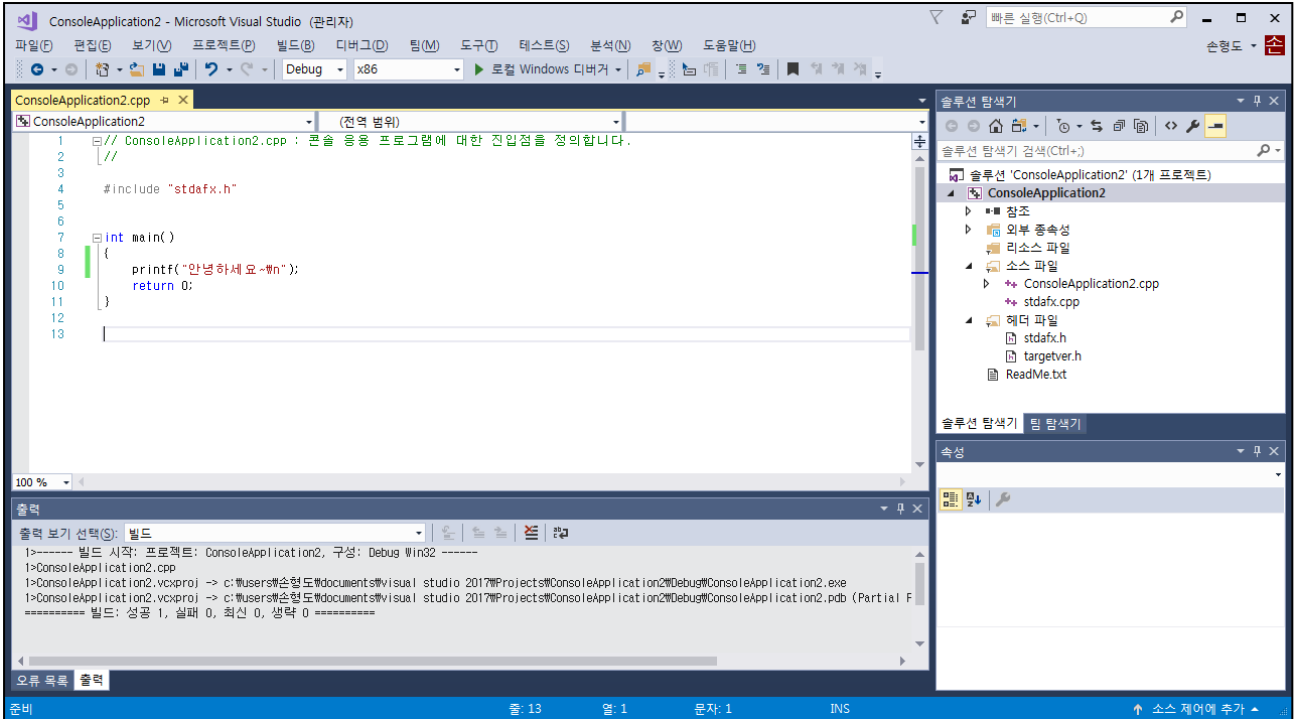 ConsoleApplication2 - Microsoft Visual Studio (관리자)
빠른 실행(Ctrl+Q)
파일(F) 편집(E) 보기(V) 프로젝트(P) 빌드(B) 디버그(D) 팀(M) 도구(T) 테스트(S) 분석(N) 창(W) 도움말(H)
손형도 손
Debug x86 로컬 Windows 디버거
ConsoleApplication2.cpp
ConsoleApplication2 (전역 범위)
1 // ConsoleApplication2.cpp : 콘솔 응용 프로그램에 대한 진입점을 정의합니다.
2 //
3
4 #include "stdafx.h"
5
6
7 int main()
8 {
9 printf("안녕하세요~₩n");
10 return 0;
11 }
12
13
100 %
출력
출력 보기 선택(S): 빌드
1>------ 빌드 시작: 프로젝트: ConsoleApplication2, 구성: Debug Win32 ------
1>ConsoleApplication2.cpp
1>ConsoleApplication2.vcxproj -> c:₩users₩손형도₩documents₩visual studio 2017₩Projects₩ConsoleApplication2₩Debug₩ConsoleApplication2.exe
1>ConsoleApplication2.vcxproj -> c:₩users₩손형도₩documents₩visual studio 2017₩Projects₩ConsoleApplication2₩Debug₩ConsoleApplication2.pdb (Partial F
========== 빌드: 성공 1, 실패 0, 최신 0, 생략 0 ==========
오류 목록 출력
솔루션 탐색기
솔루션 탐색기 검색(Ctrl+;)
솔루션 'ConsoleApplication2' (1개 프로젝트)
ConsoleApplication2
참조
외부 종속성
리소스 파일
소스 파일
ConsoleApplication2.cpp
stdafx.cpp
헤더 파일
stdafx.h
targetver.h
ReadMe.txt
솔루션 탐색기 팀 탐색기
속성
준비 줄: 13 열: 1 문자: 1 INS 소스 제어에 추가